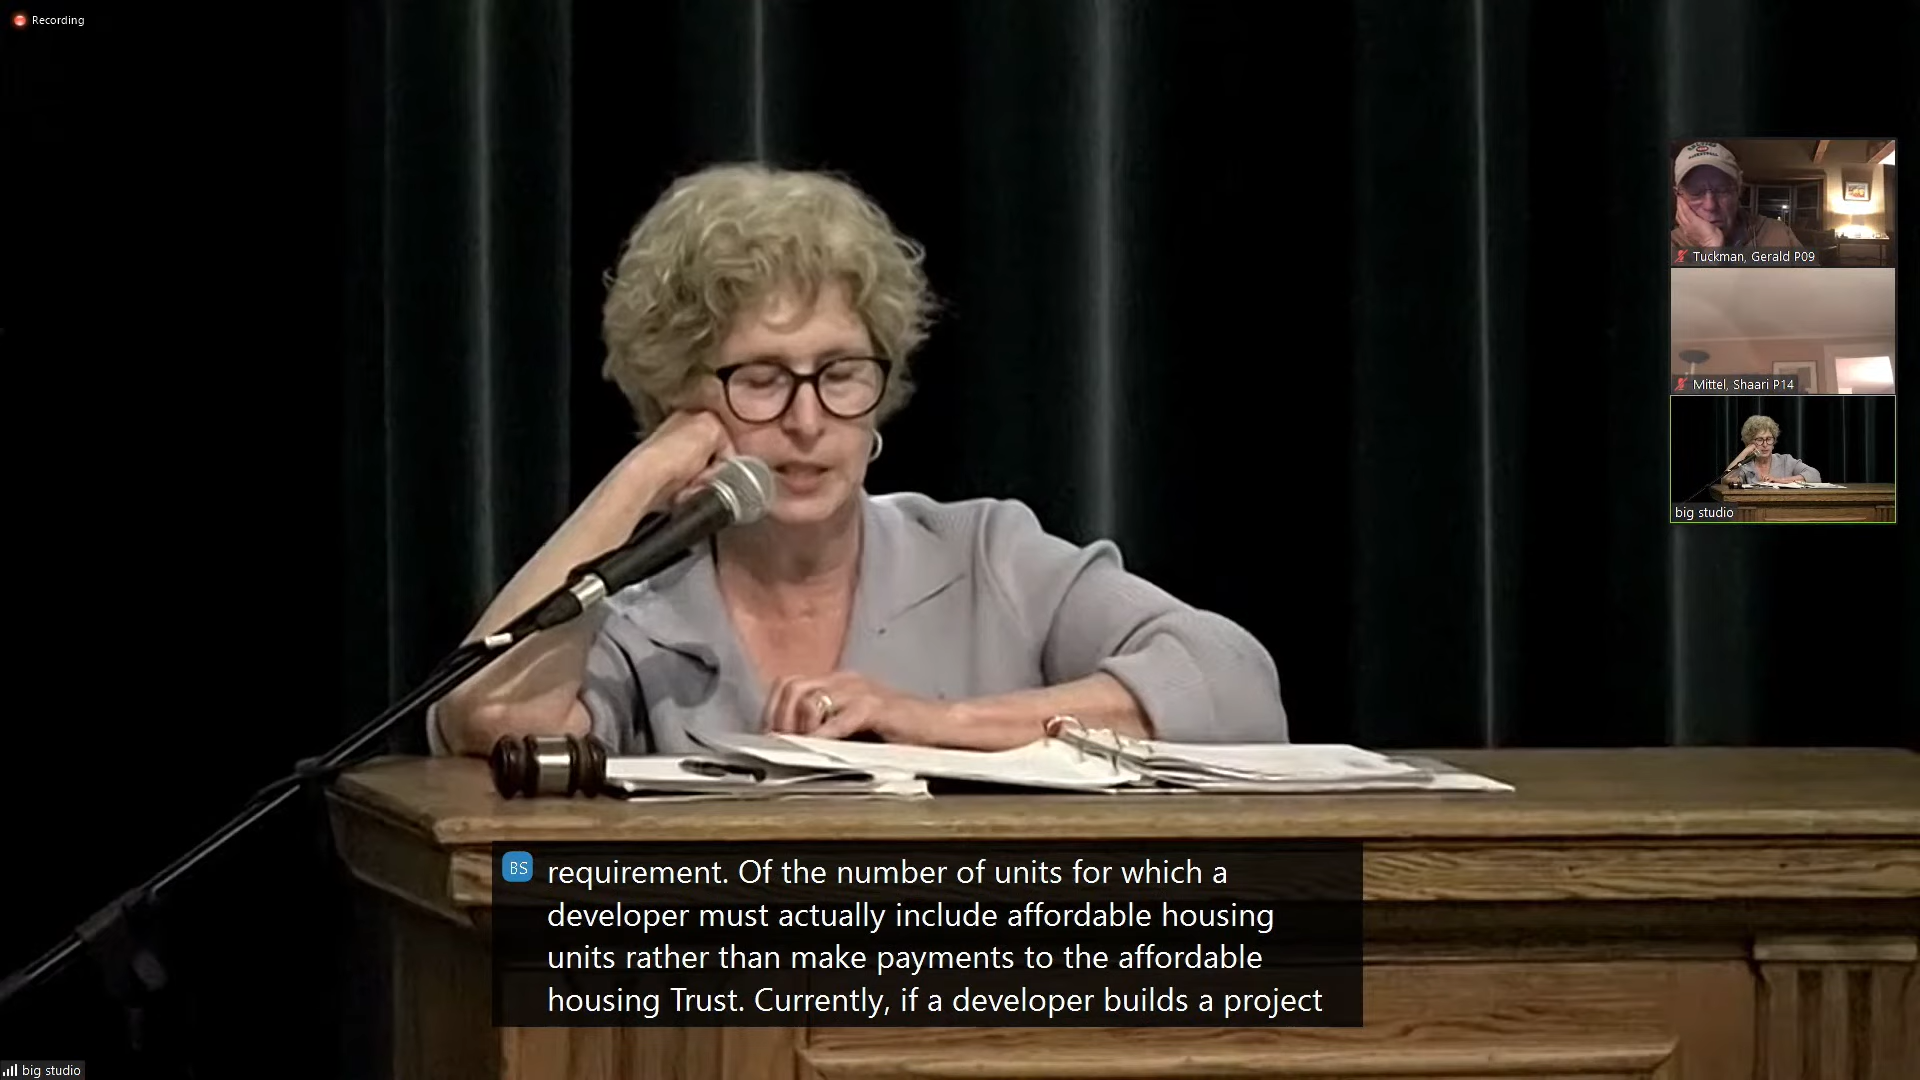 Recording
Tuckman, Gerald P09
Mittel, Shaari P14
big studio
BS
requirement. Of the number of units for which a
developer must actually include affordable housing
units rather than make payments to the affordable
housing Trust. Currently, if a developer builds a project
big studio